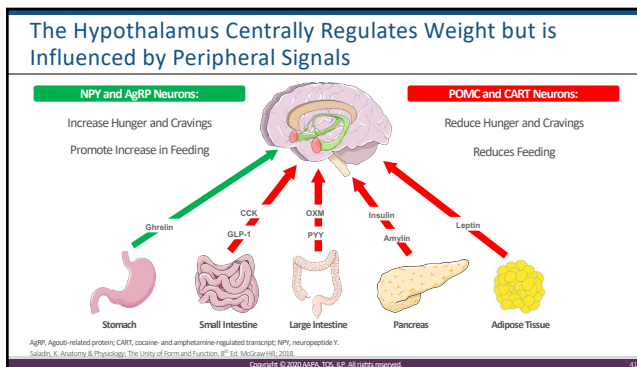 The Hypothalamus Centrally Regulates Weight but is
Influenced by Peripheral Signals
NPY and AgRP Neurons:
Increase Hunger and Cravings
Promote Increase in Feeding
POMC and CART Neurons:
Reduce Hunger and Cravings
Reduces Feeding
Ghrelin
CCK
GLP-1
OXM
PYY
Insulin
Amylin
Leptin
Stomach
Small Intestine
Large Intestine
Pancreas
Adipose Tissue
AgRP, Agouti-related protein; CART, cocaine- and amphetamine-regulated transcript; NPY, neuropeptide Y.
Saladin, K. Anatomy & Physiology: The Unity of Form and Function. 8th Ed. McGraw Hill; 2018.
Copyright © 2020 AAPA, TOS, ILP. All rights reserved.
41